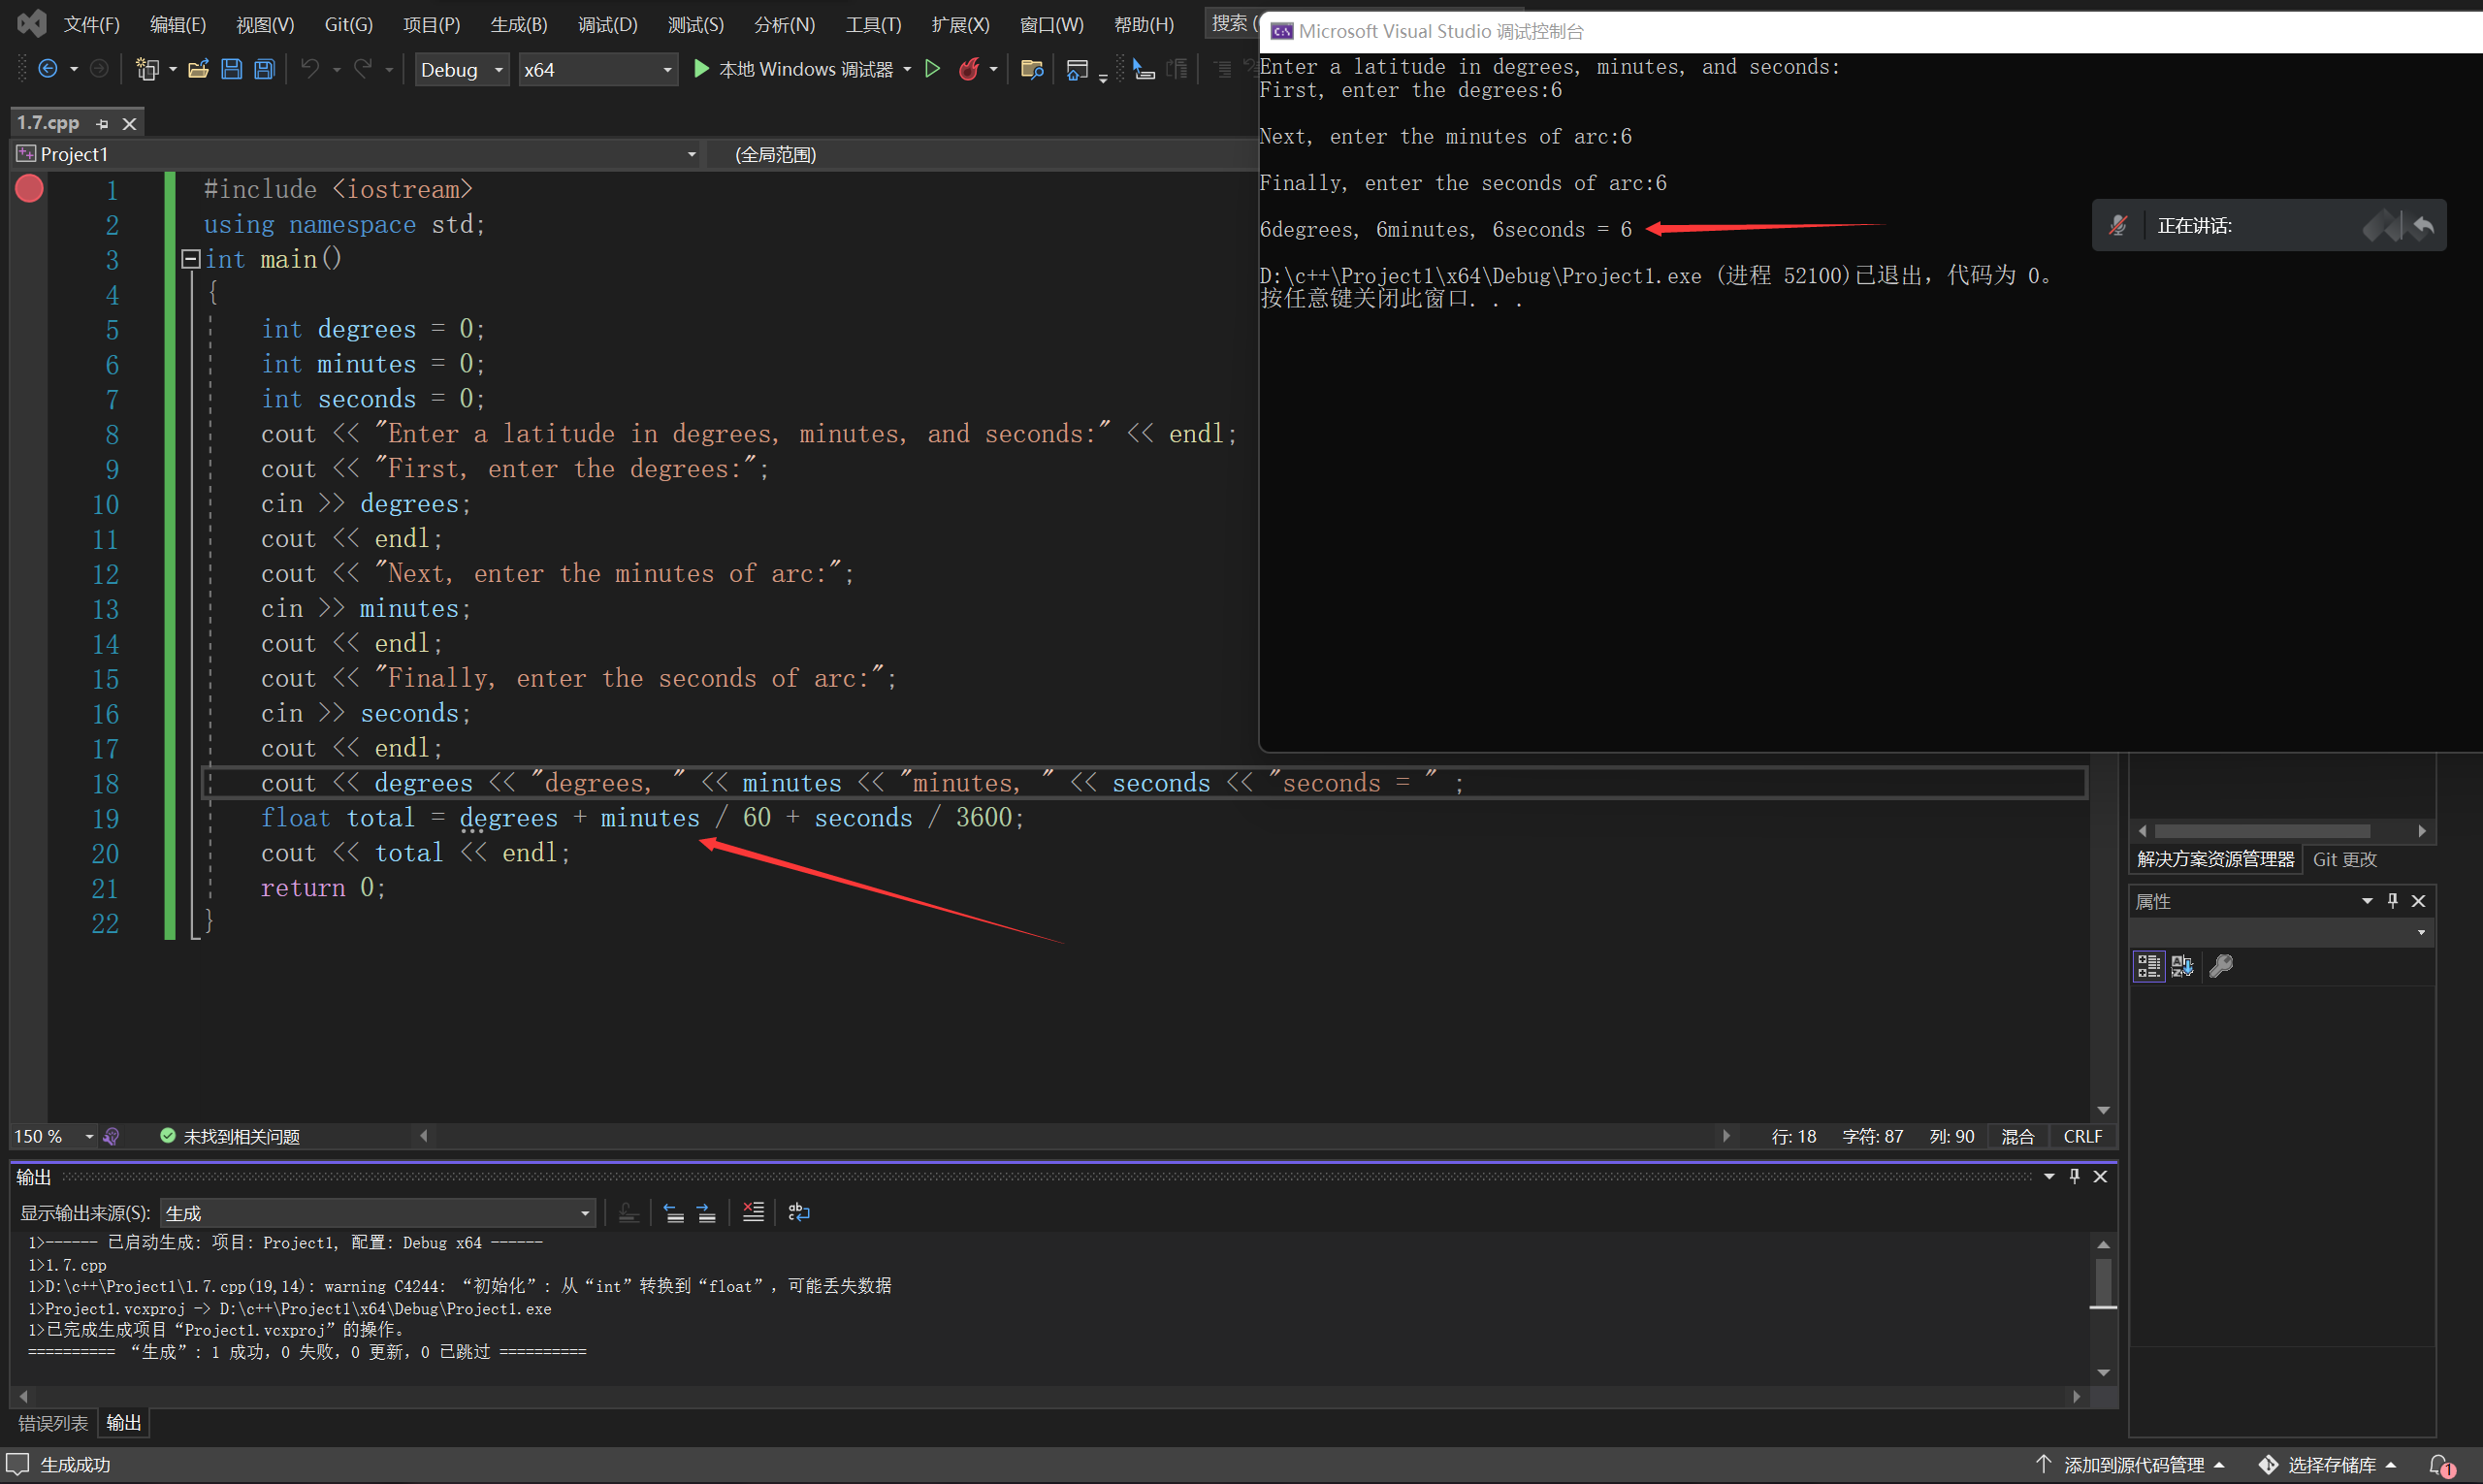 文件(F) 编辑(E) 视图(V) Git(G) 项目(P) 生成(B) 调试(D) 测试(S) 分析(N) 工具(T) 扩展(X) 窗口(W) 帮助(H) 搜索 (
Debug x64 本地 Windows 调试器
1.7.cpp
Project1 (全局范围)
1 #include <iostream>
2 using namespace std;
3 int main()
4 {
5 int degrees = 0;
6 int minutes = 0;
7 int seconds = 0;
8 cout << "Enter a latitude in degrees, minutes, and seconds:" << endl;
9 cout << "First, enter the degrees:";
10 cin >> degrees;
11 cout << endl;
12 cout << "Next, enter the minutes of arc:";
13 cin >> minutes;
14 cout << endl;
15 cout << "Finally, enter the seconds of arc:";
16 cin >> seconds;
17 cout << endl;
18 cout << degrees << "degrees, " << minutes << "minutes, " << seconds << "seconds = " ;
19 float total = degrees + minutes / 60 + seconds / 3600;
20 cout << total << endl;
21 return 0;
22 }
Microsoft Visual Studio 调试控制台
Enter a latitude in degrees, minutes, and seconds:
First, enter the degrees:6
Next, enter the minutes of arc:6
Finally, enter the seconds of arc:6
6degrees, 6minutes, 6seconds = 6
D:\c++\Project1\x64\Debug\Project1.exe (进程 52100)已退出，代码为 0。
按任意键关闭此窗口. . .
正在讲话:
解决方案资源管理器 Git 更改
属性
150 % 未找到相关问题 行: 18 字符: 87 列: 90 混合 CRLF
输出
显示输出来源(S): 生成
1>------ 已启动生成: 项目: Project1, 配置: Debug x64 ------
1>1.7.cpp
1>D:\c++\Project1\1.7.cpp(19,14): warning C4244: “初始化”: 从“int”转换到“float”，可能丢失数据
1>Project1.vcxproj -> D:\c++\Project1\x64\Debug\Project1.exe
1>已完成生成项目“Project1.vcxproj”的操作。
========== “生成”: 1 成功，0 失败，0 更新，0 已跳过 ==========
错误列表 输出
生成成功 添加到源代码管理 选择存储库 1